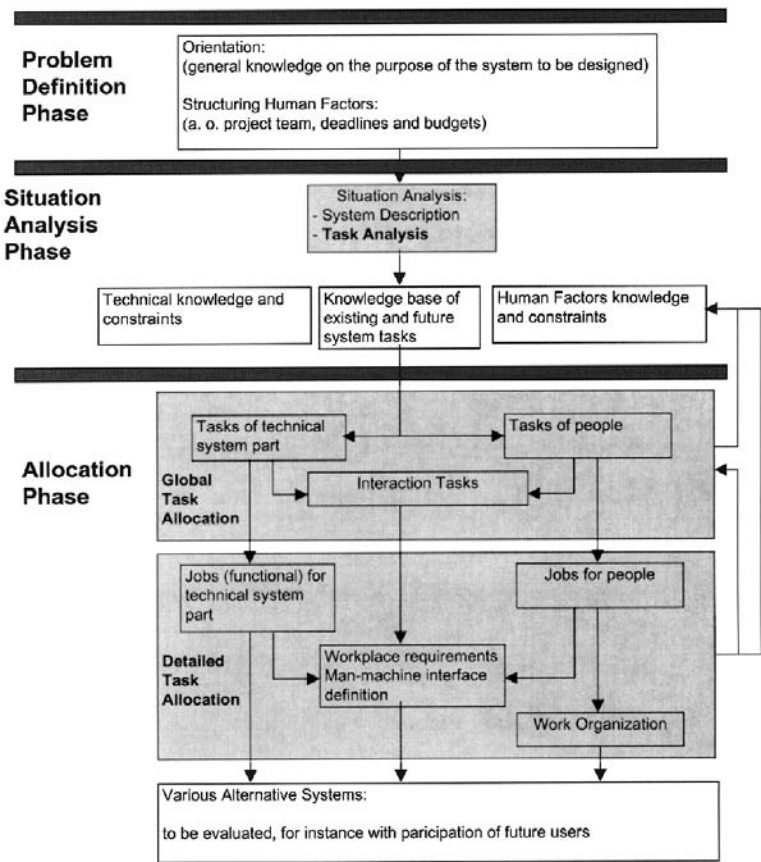 Problem
Definition
Phase
Orientation:
(general knowledge on the purpose of the system to be designed)
Structuring Human Factors:
(a. o. project team, deadlines and budgets)
Situation
Analysis
Phase
Situation Analysis:
- System Description
- Task Analysis
Technical knowledge and
constraints
Knowledge base of
existing and future
system tasks
Human Factors knowledge
and constraints
Allocation
Phase
Tasks of technical
system part
Tasks of people
Global
Task
Allocation
Interaction Tasks
Jobs (functional) for
technical system
part
Jobs for people
Detailed
Task
Allocation
Workplace requirements
Man-machine interface
definition
Work Organization
Various Alternative Systems:
to be evaluated, for instance with paricipation of future users